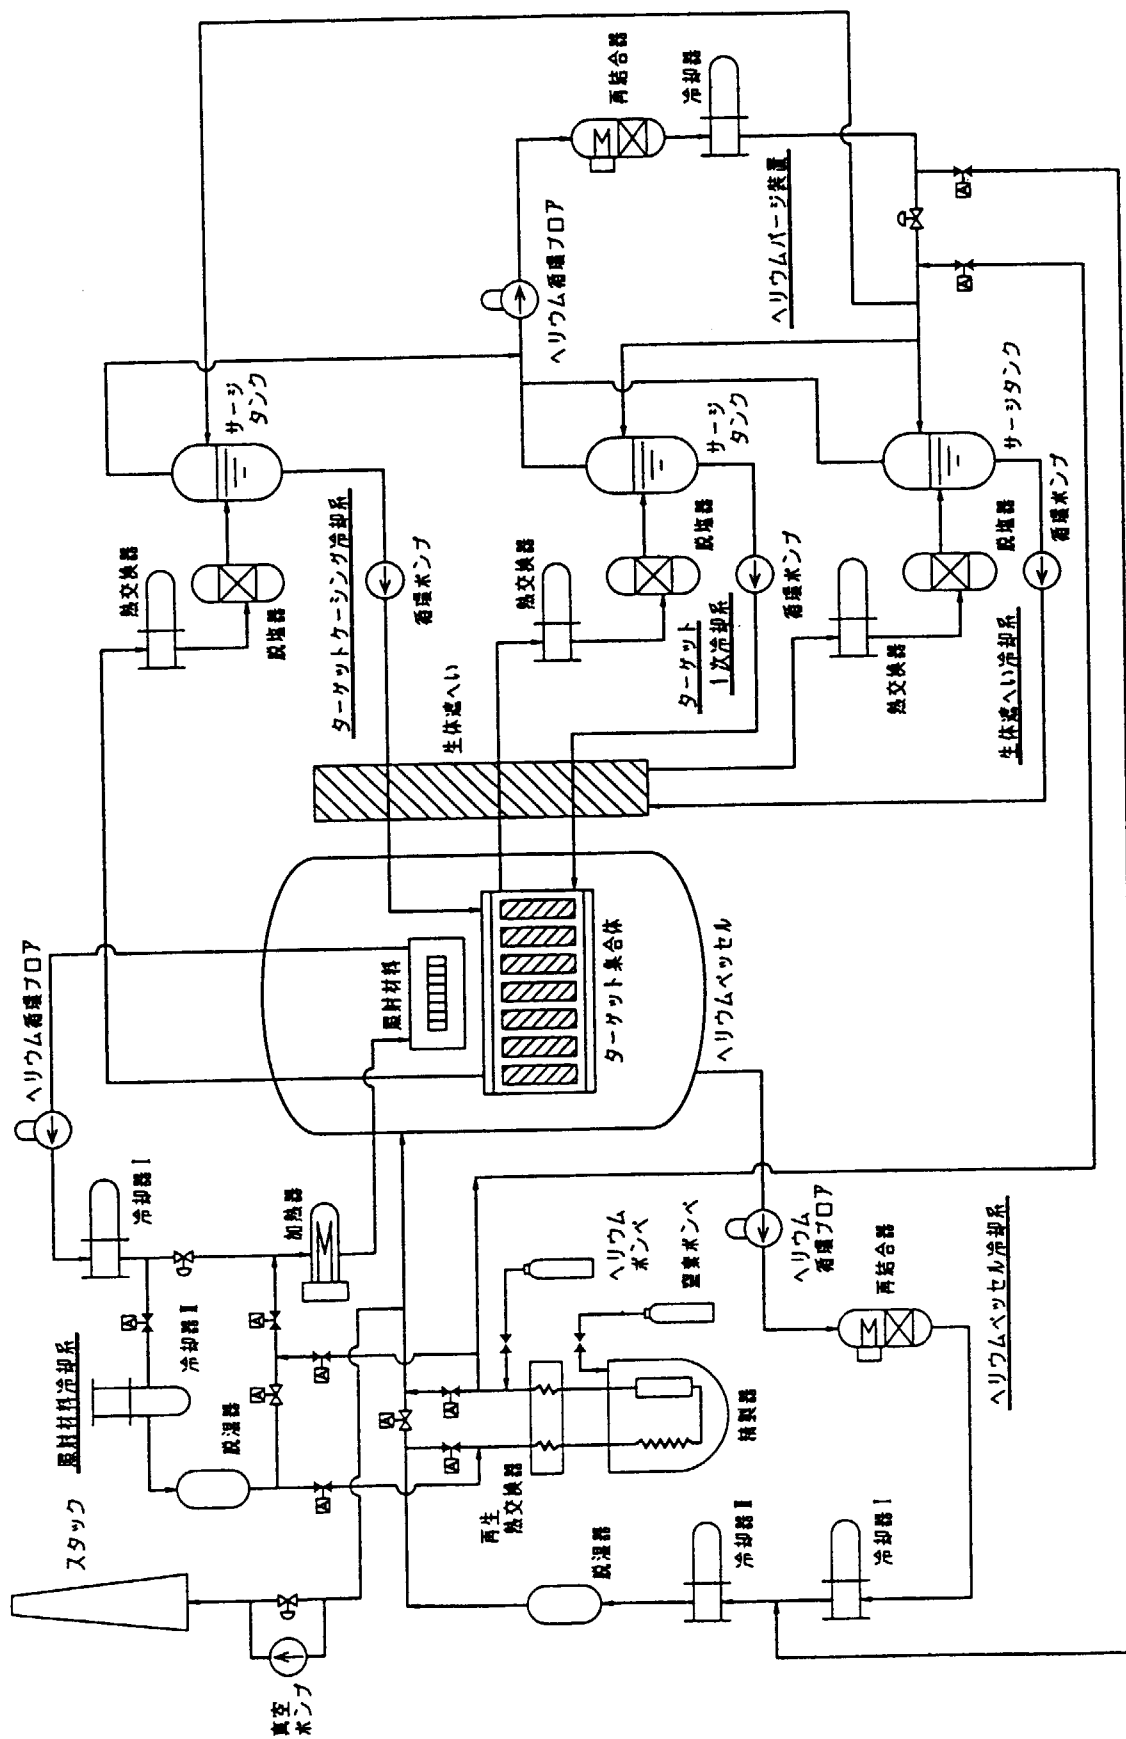 スタック
真空
ポンプ
照射材料冷却系
冷却器Ⅱ
脱湿器
ヘリウム循環ブロア
冷却器Ⅰ
加熱器
再生
熱交換器
精製器
ヘリウム
ボンベ
窒素ボンベ
脱湿器
冷却器Ⅱ
冷却器Ⅰ
ヘリウム
循環ブロア
再結合器
ヘリウムベッセル冷却系
照射材料
ターゲット集合体
ヘリウムベッセル
生体遮へい
熱交換器
脱塩器
サージ
タンク
ターゲットケーシング冷却系
循環ポンプ
熱交換器
脱塩器
サージ
タンク
ターゲット
1次冷却系
循環ポンプ
熱交換器
脱塩器
サージタンク
生体遮へい冷却系
循環ポンプ
ヘリウム循環ブロア
再結合器
冷却器
ヘリウムパージ装置
A
A
A
A
A
A
A
A
A
A